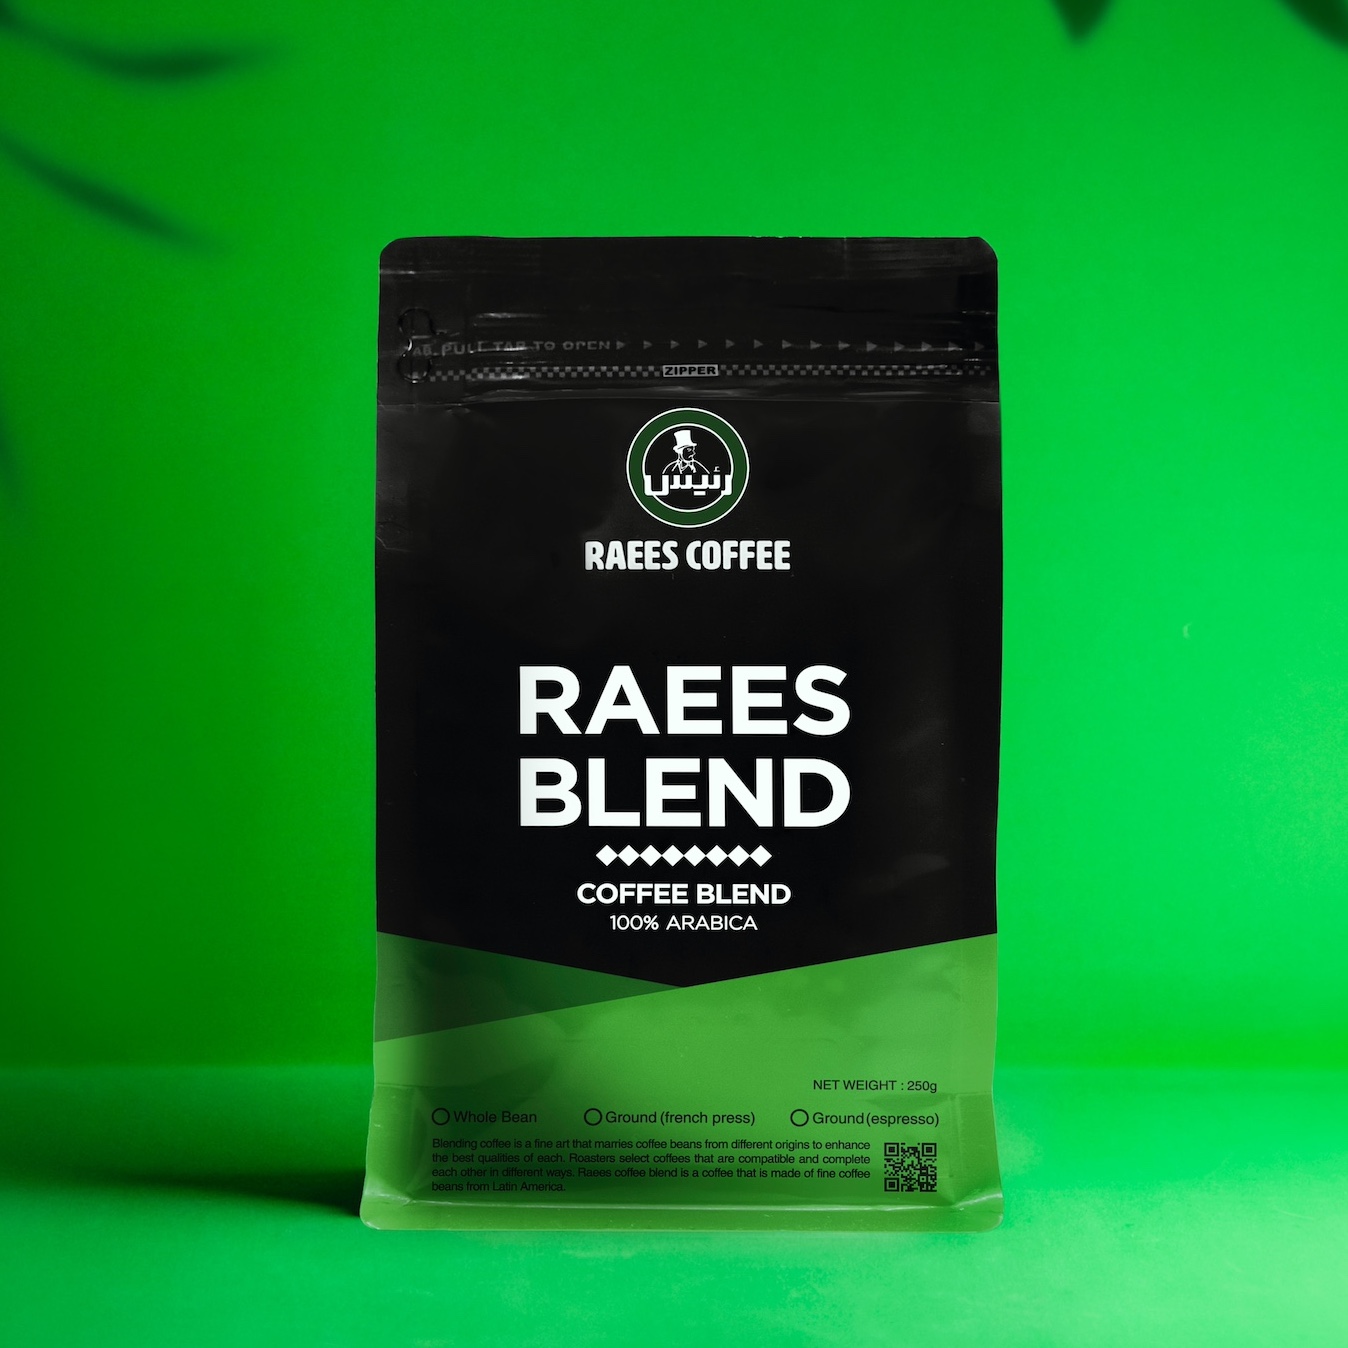 PULL TAB TO OPEN
ZIPPER
رئيس
RAEES COFFEE
RAEES
BLEND
COFFEE BLEND
100% ARABICA
NET WEIGHT : 250g
Whole Bean Ground (french press) Ground (espresso)
Blending coffee is a fine art that marries coffee beans from different origins to enhance
the best qualities of each. Roasters select coffees that are compatible and complete
each other in different ways. Raees coffee blend is a coffee that is made of fine coffee
beans from Latin America.